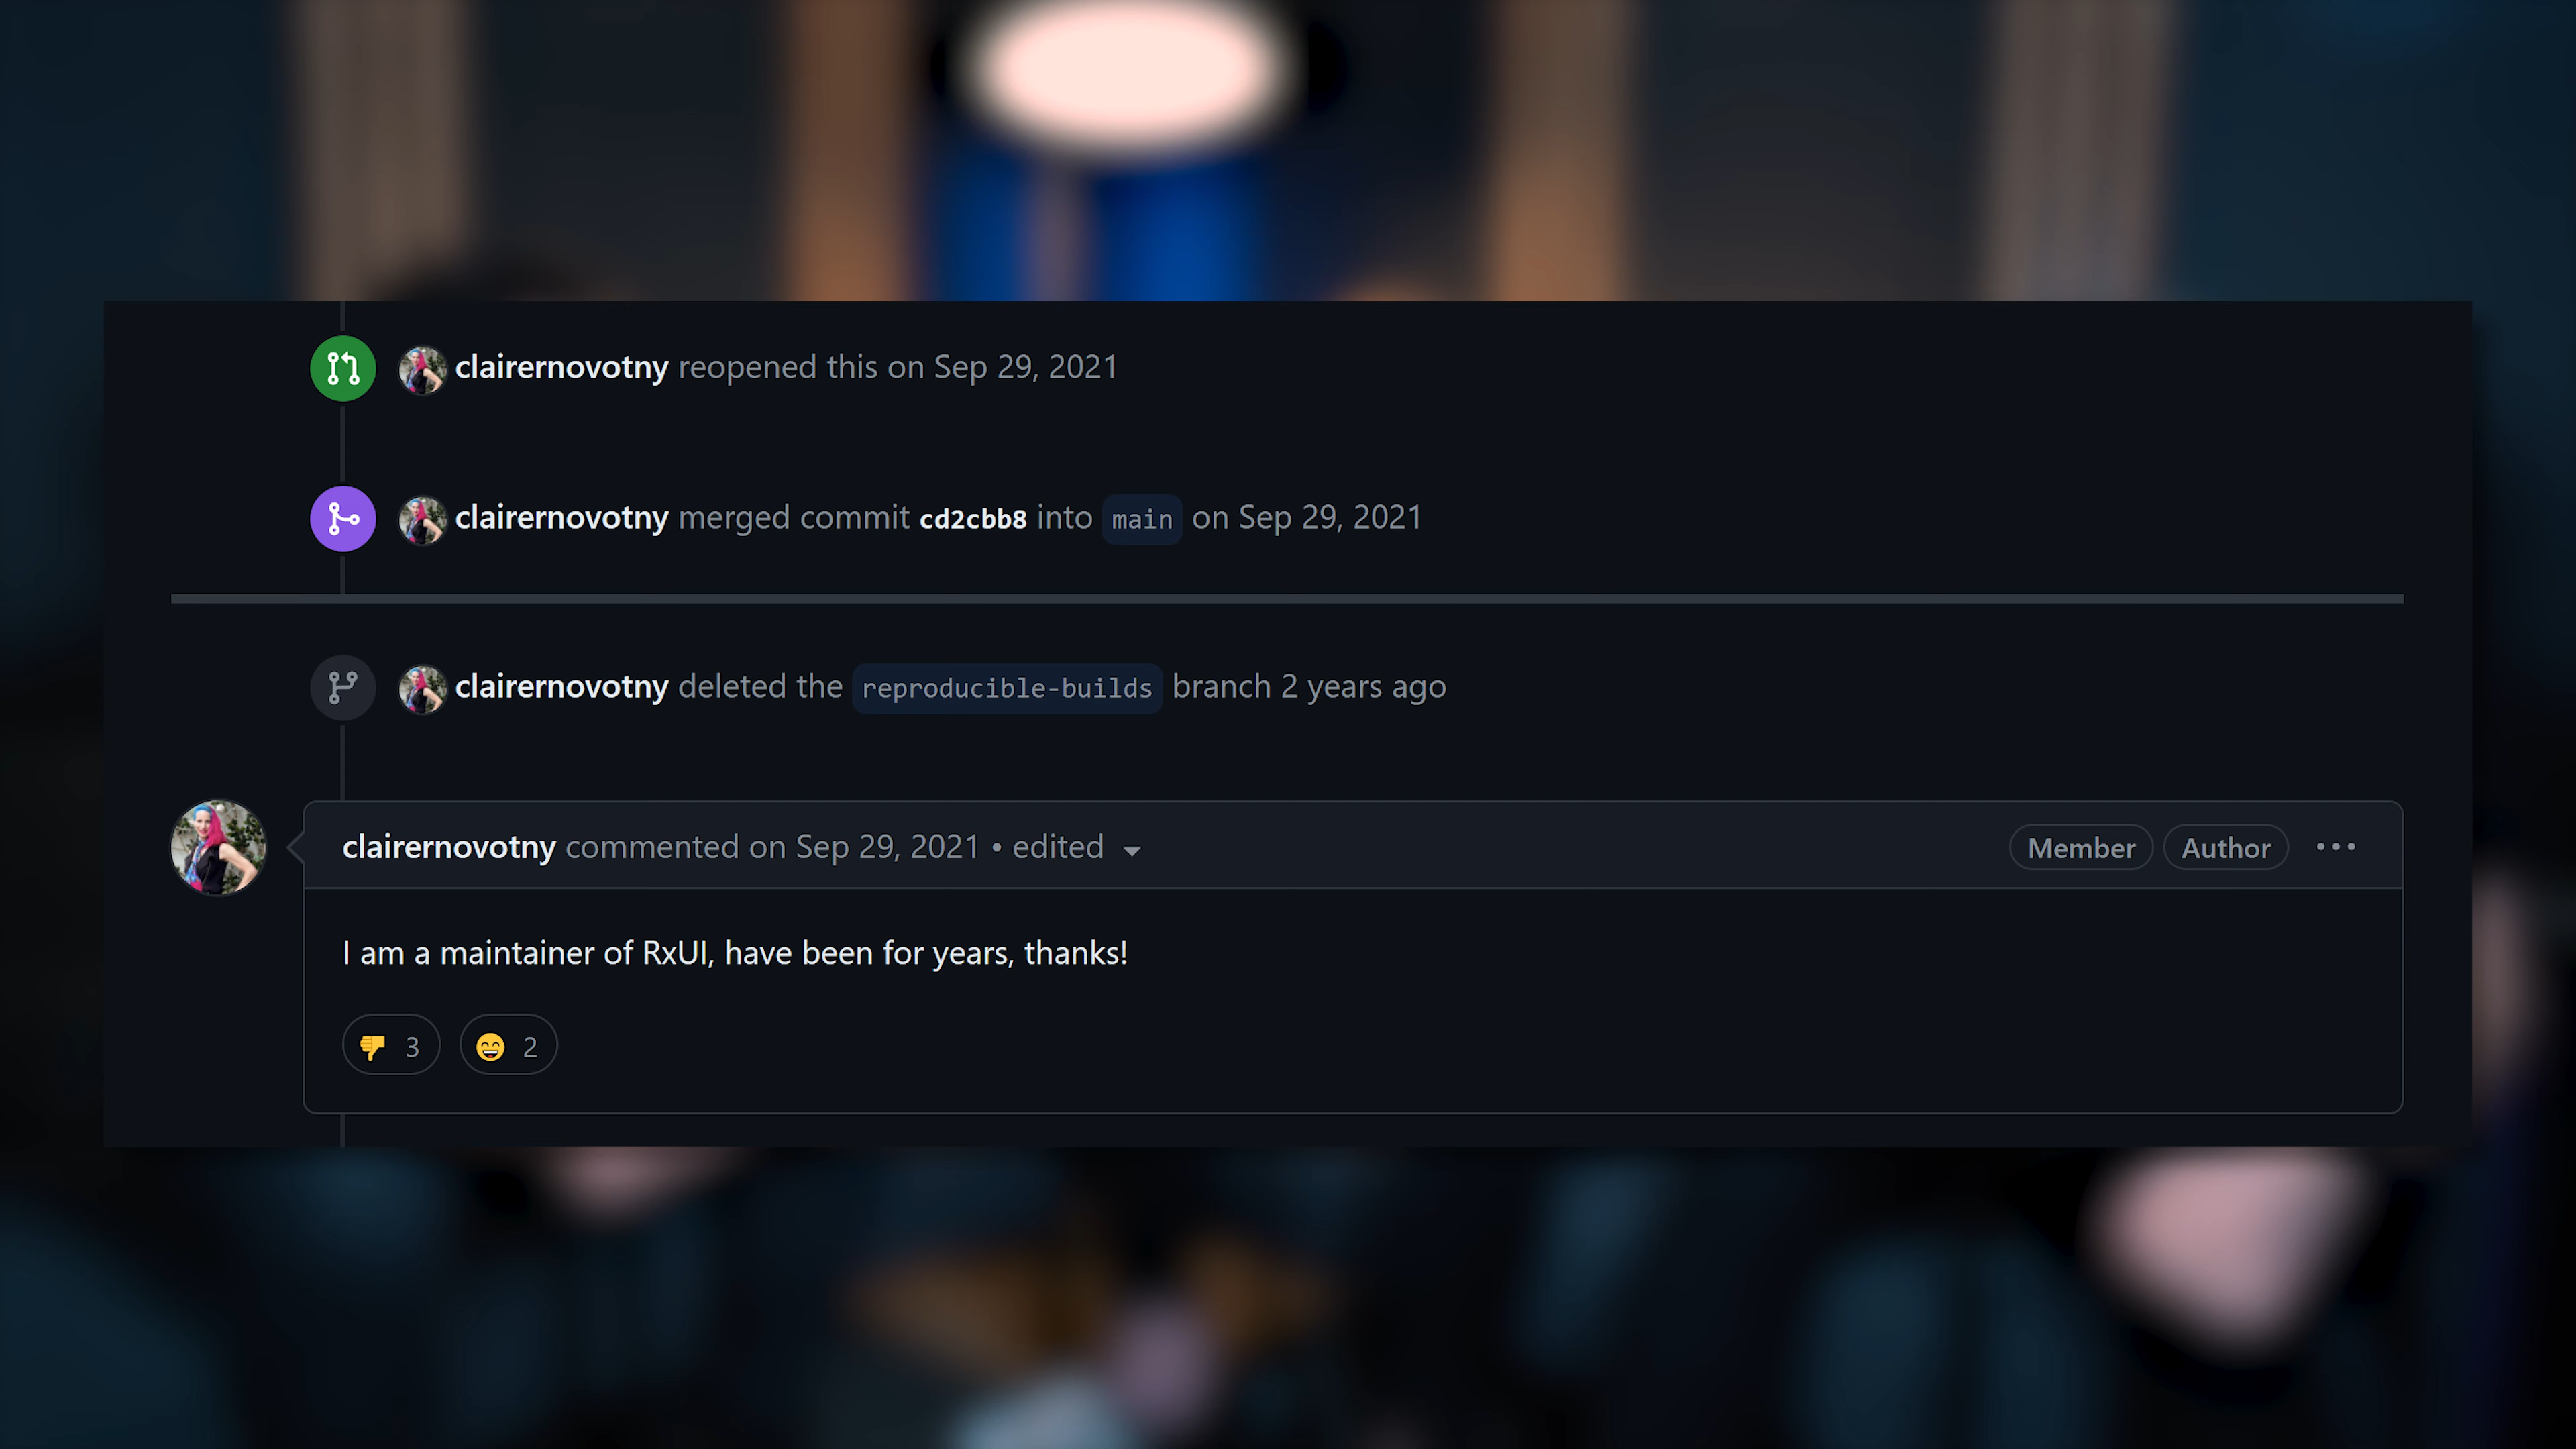 clairernovotny reopened this on Sep 29, 2021
clairernovotny merged commit cd2cbb8 into main on Sep 29, 2021
clairernovotny deleted the reproducible-builds branch 2 years ago
clairernovotny commented on Sep 29, 2021 • edited
Member Author
I am a maintainer of RxUI, have been for years, thanks!
👎 3 😄 2